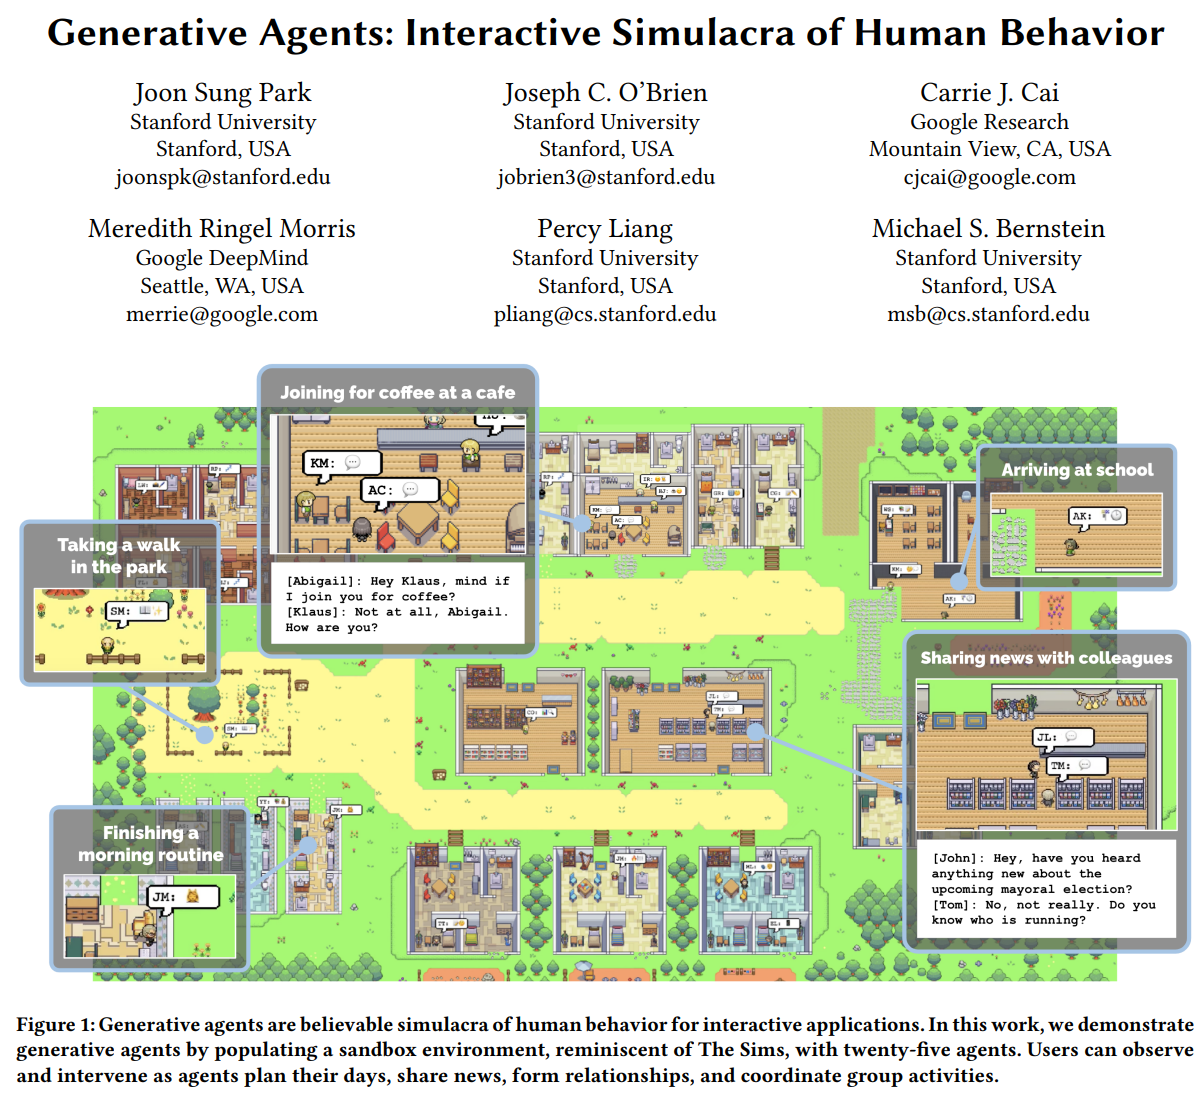 Generative Agents: Interactive Simulacra of Human Behavior
Joon Sung Park
Stanford University
Stanford, USA
joonspk@stanford.edu
Joseph C. O’Brien
Stanford University
Stanford, USA
jobrien3@stanford.edu
Carrie J. Cai
Google Research
Mountain View, CA, USA
cjcai@google.com
Meredith Ringel Morris
Google DeepMind
Seattle, WA, USA
merrie@google.com
Percy Liang
Stanford University
Stanford, USA
pliang@cs.stanford.edu
Michael S. Bernstein
Stanford University
Stanford, USA
msb@cs.stanford.edu
Joining for coffee at a cafe
KM:
AC:
[Abigail]: Hey Klaus, mind if
I join you for coffee?
[Klaus]: Not at all, Abigail.
How are you?
Arriving at school
AK:
Taking a walk
in the park
SM:
Sharing news with colleagues
JL:
TM:
[John]: Hey, have you heard
anything new about the
upcoming mayoral election?
[Tom]: No, not really. Do you
know who is running?
Finishing a
morning routine
JM:
Figure 1: Generative agents are believable simulacra of human behavior for interactive applications. In this work, we demonstrate
generative agents by populating a sandbox environment, reminiscent of The Sims, with twenty-five agents. Users can observe
and intervene as agents plan their days, share news, form relationships, and coordinate group activities.